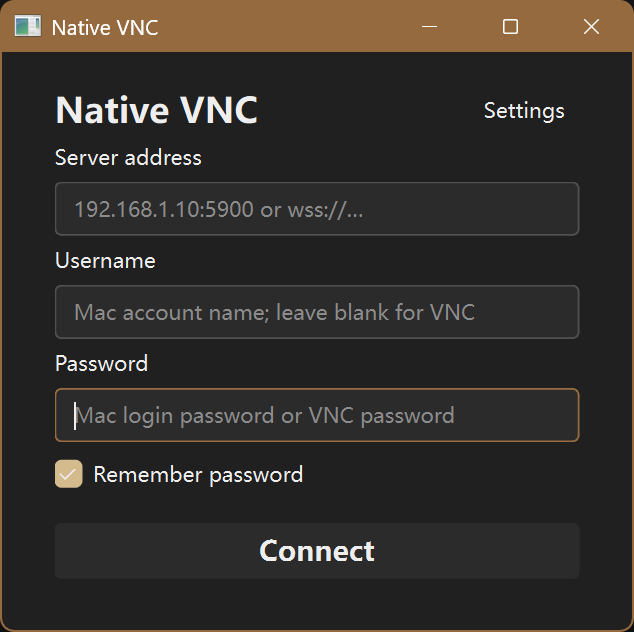 Native VNC
Native VNC
Settings
Server address
192.168.1.10:5900 or wss://...
Username
Mac account name; leave blank for VNC
Password
Mac login password or VNC password
Remember password
Connect